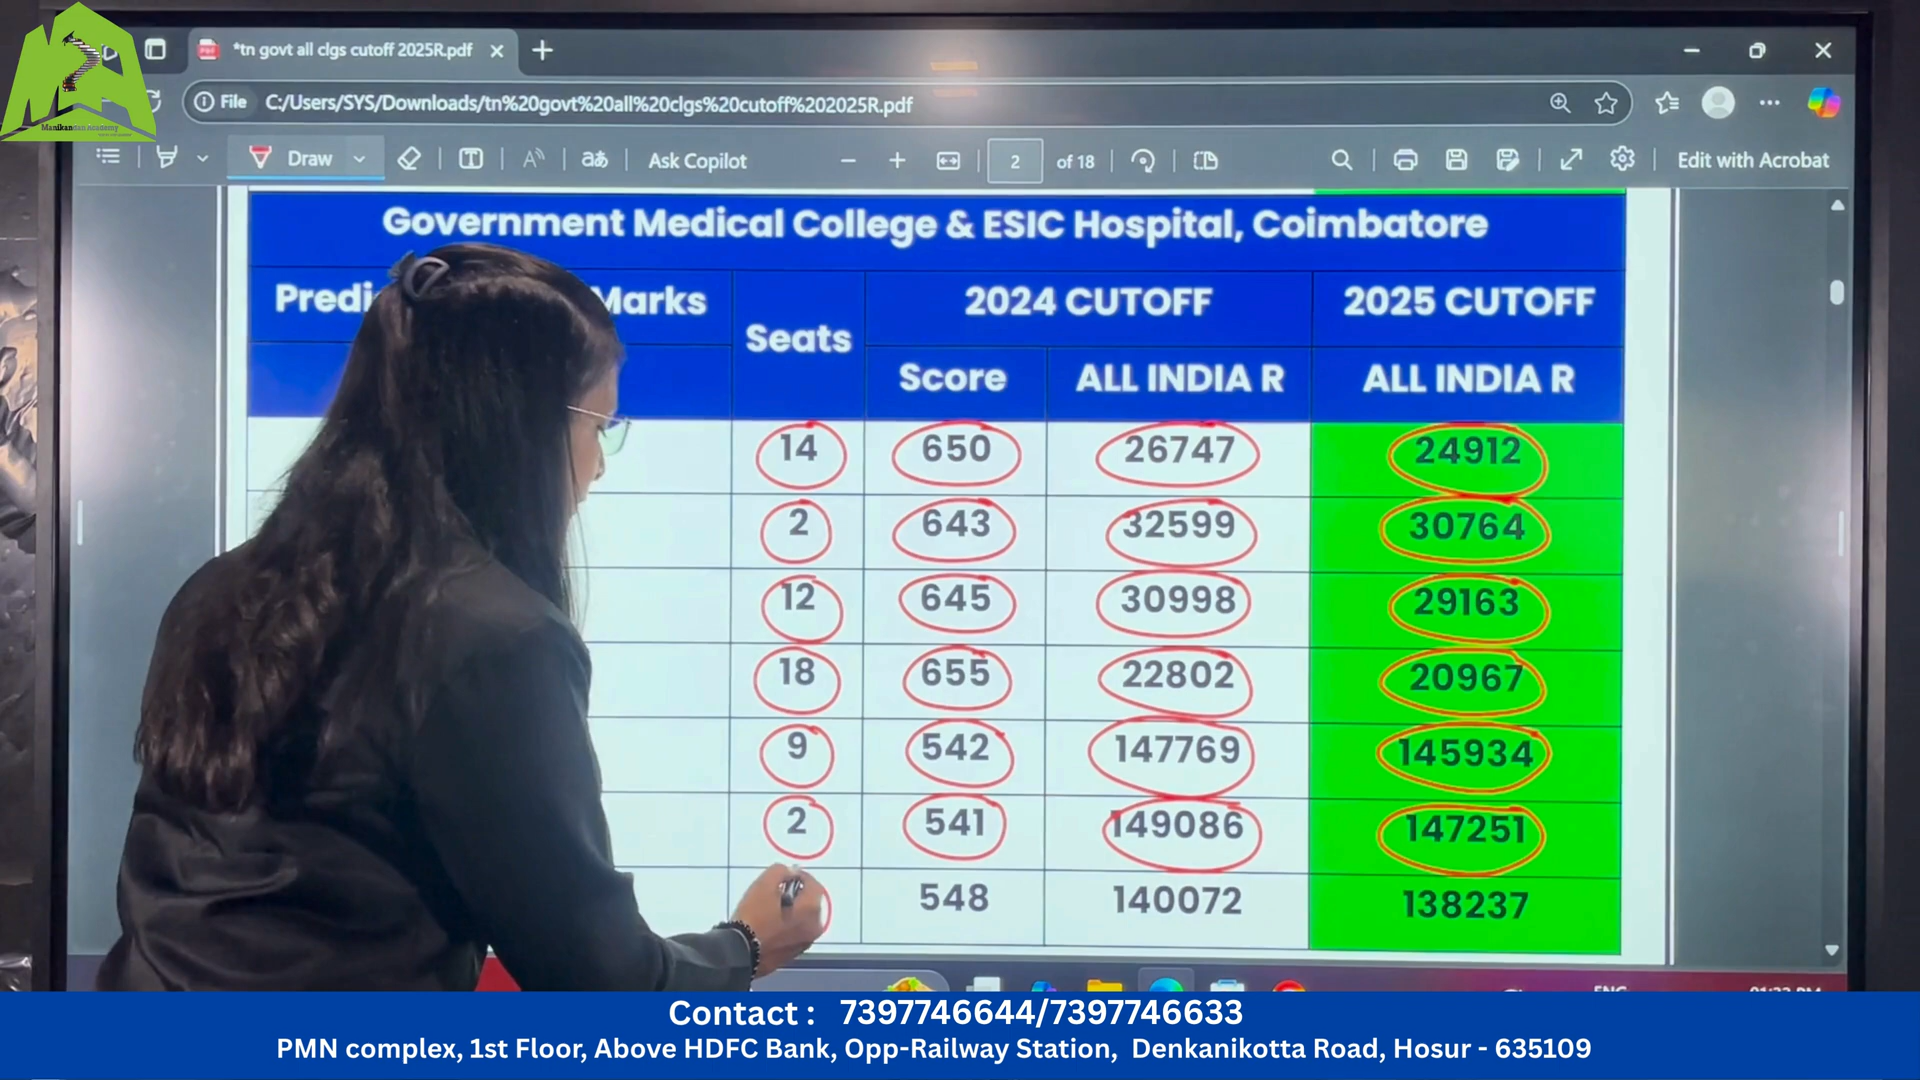 *tn govt all clgs cutoff 2025R.pdf
File C:/Users/SYS/Downloads/tn%20govt%20all%20clgs%20cutoff%202025R.pdf
Manikandan Academy
Draw Ask Copilot 2 of 18 Edit with Acrobat
Government Medical College & ESIC Hospital, Coimbatore
Marks Seats 2024 CUTOFF 2025 CUTOFF
Score ALL INDIA R ALL INDIA R
14 650 26747 24912
2 643 32599 30764
12 645 30998 29163
18 655 22802 20967
9 542 147769 145934
2 541 149086 147251
548 140072 138237
Contact : 7397746644/7397746633
PMN complex, 1st Floor, Above HDFC Bank, Opp-Railway Station, Denkanikotta Road, Hosur - 635109